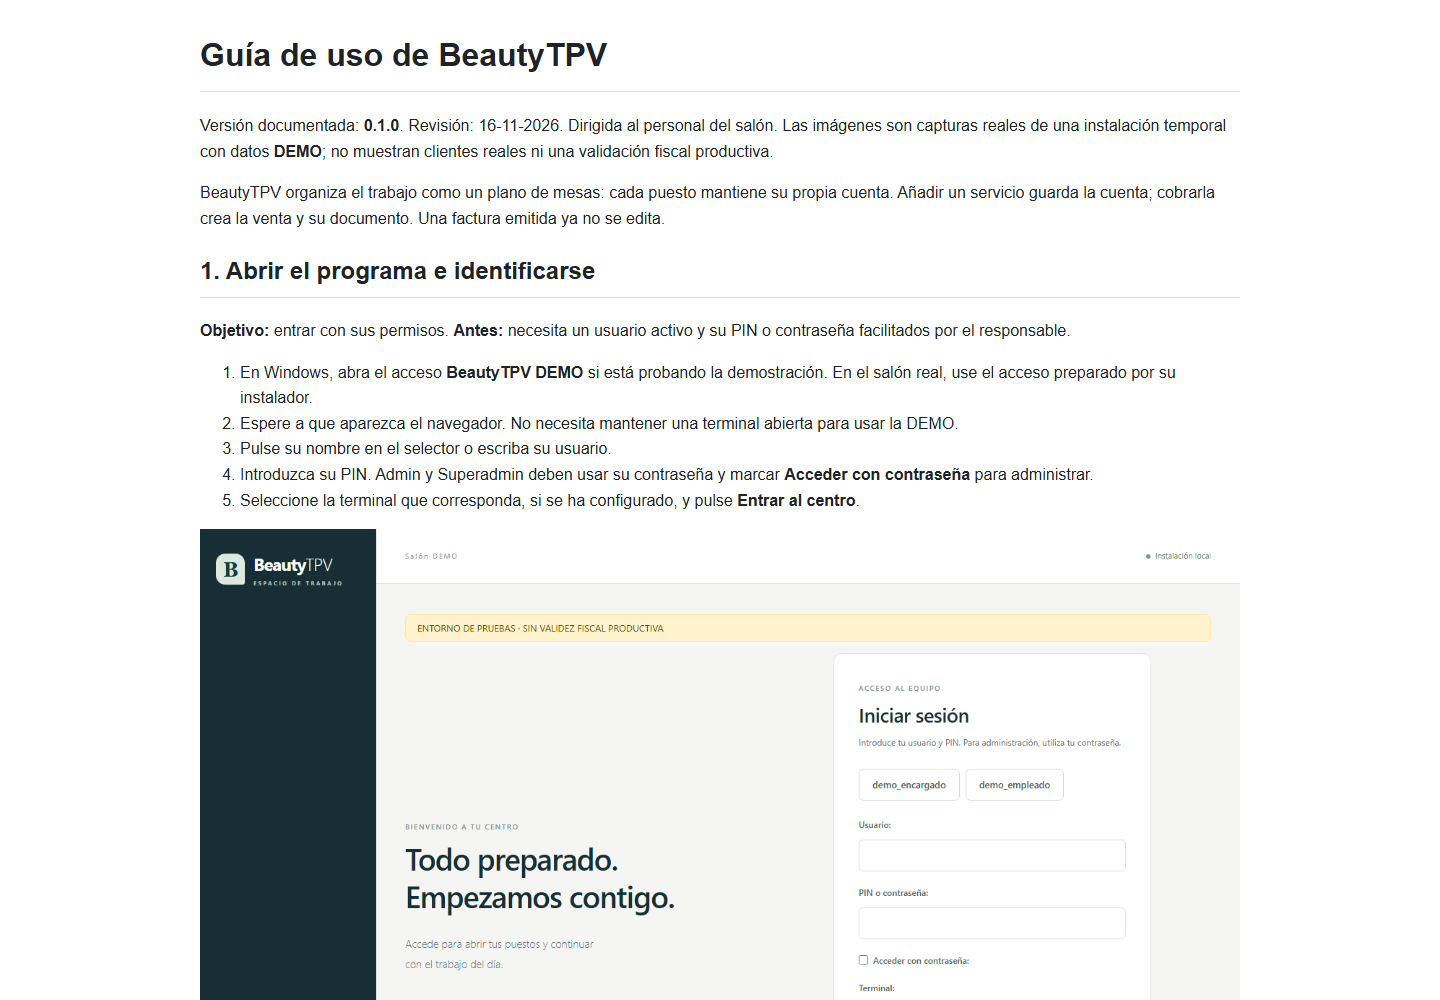 Guía de uso de BeautyTPV
Versión documentada: 0.1.0. Revisión: 16-11-2026. Dirigida al personal del salón. Las imágenes son capturas reales de una instalación temporal
con datos DEMO; no muestran clientes reales ni una validación fiscal productiva.
BeautyTPV organiza el trabajo como un plano de mesas: cada puesto mantiene su propia cuenta. Añadir un servicio guarda la cuenta; cobrarla
crea la venta y su documento. Una factura emitida ya no se edita.
1. Abrir el programa e identificarse
Objetivo: entrar con sus permisos. Antes: necesita un usuario activo y su PIN o contraseña facilitados por el responsable.
1. En Windows, abra el acceso BeautyTPV DEMO si está probando la demostración. En el salón real, use el acceso preparado por su
instalador.
2. Espere a que aparezca el navegador. No necesita mantener una terminal abierta para usar la DEMO.
3. Pulse su nombre en el selector o escriba su usuario.
4. Introduzca su PIN. Admin y Superadmin deben usar su contraseña y marcar Acceder con contraseña para administrar.
5. Seleccione la terminal que corresponda, si se ha configurado, y pulse Entrar al centro.
B BeautyTPV
ESPACIO DE TRABAJO
Salón DEMO
Instalación local
ENTORNO DE PRUEBAS - SIN VALIDEZ FISCAL PRODUCTIVA
BIENVENIDO A TU CENTRO
Todo preparado.
Empezamos contigo.
Accede para abrir tus puestos y continuar
con el trabajo del día.
ACCESO AL EQUIPO
Iniciar sesión
Introduce tu usuario y PIN. Para administración, utiliza tu contraseña.
demo_encargado demo_empleado
Usuario:
PIN o contraseña:
Acceder con contraseña:
Terminal: